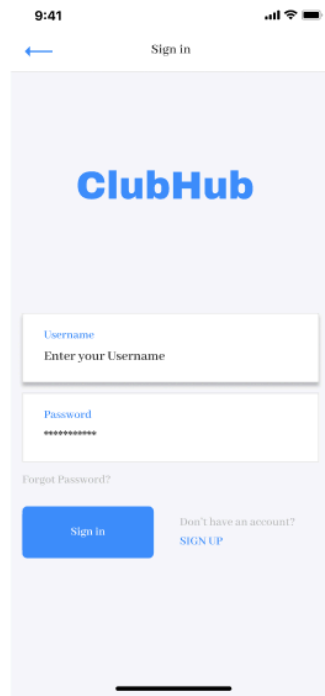 9:41
Sign in
ClubHub
Username
Enter your Username
Password
***********
Forgot Password?
Sign in
Don't have an account?
SIGN UP